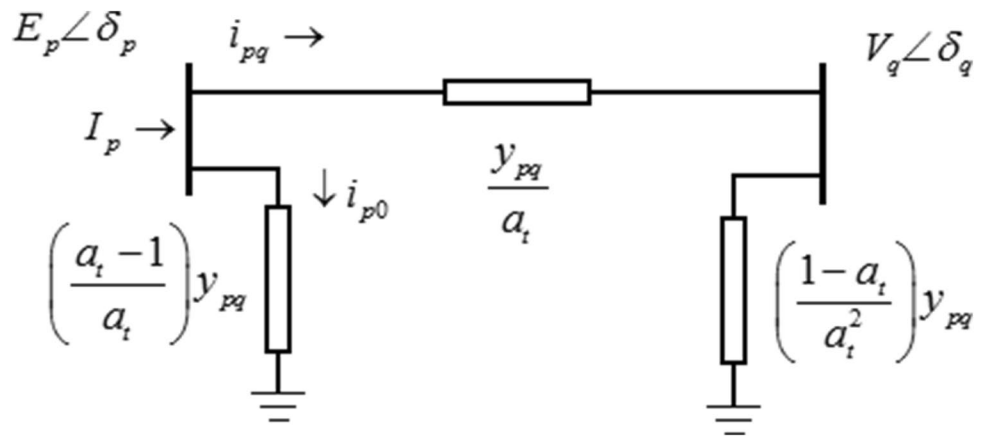 E_p∠δ_p
i_pq →
V_q∠δ_q
I_p →
y_pq / a_t
↓ i_p0
((a_t − 1) / a_t) y_pq
((1 − a_t) / a_t^2) y_pq